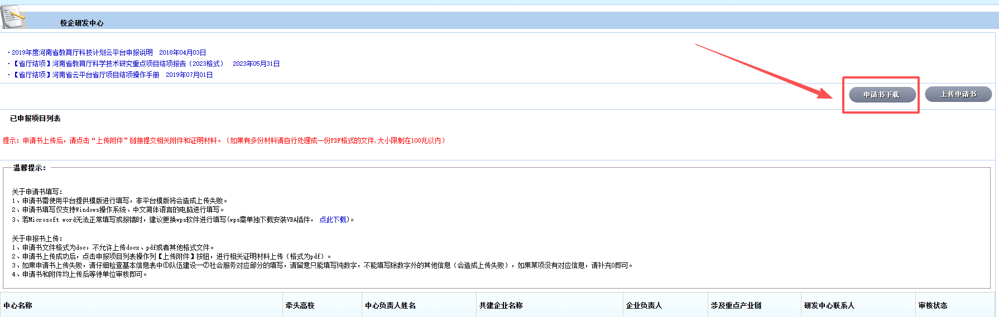 校企研发中心
·2019年度河南省教育厅科技计划云平台申报说明 2018年04月03日
·【省厅结项】河南省教育厅科学技术研究重点项目结项报告（2023格式） 2023年05月31日
·【省厅结项】河南省云平台省厅项目结项操作手册 2019年07月01日
申请书下载 上传申请书
已申报项目列表
提示：申请书上传后，请点击“上传附件”链接提交相关附件和证明材料。（如果有多份材料请自行处理成一份PDF格式的文件,大小限制在100兆以内）
温馨提示：
关于申请书填写：
1、申请书需使用平台提供模版进行填写，非平台模版将会造成上传失败。
2、申请书填写仅支持Windows操作系统、中文简体语言的电脑进行填写。
3、若Microsoft word无法正常填写或报错时，建议更换wps软件进行填写(wps需单独下载安装VBA插件， 点此下载)。
关于申报书上传：
1、申请书文件格式为doc，不允许上传docx、pdf或者其他格式文件。
2、申请书上传成功后，点击申报项目列表操作列【上传附件】按钮，进行相关证明材料上传（格式为pdf）。
3、如果申请书上传失败，请仔细检查基本信息表中①队伍建设—⑦社会服务对应部分的填写，请留意只能填写纯数字，不能填写除数字外的其他信息（会造成上传失败），如果某项没有对应信息，请补充0即可。
4、申请书和附件均上传后等待单位审核即可。
中心名称 牵头高校 中心负责人姓名 共建企业名称 企业负责人 涉及重点产业链 研发中心联系人 审核状态